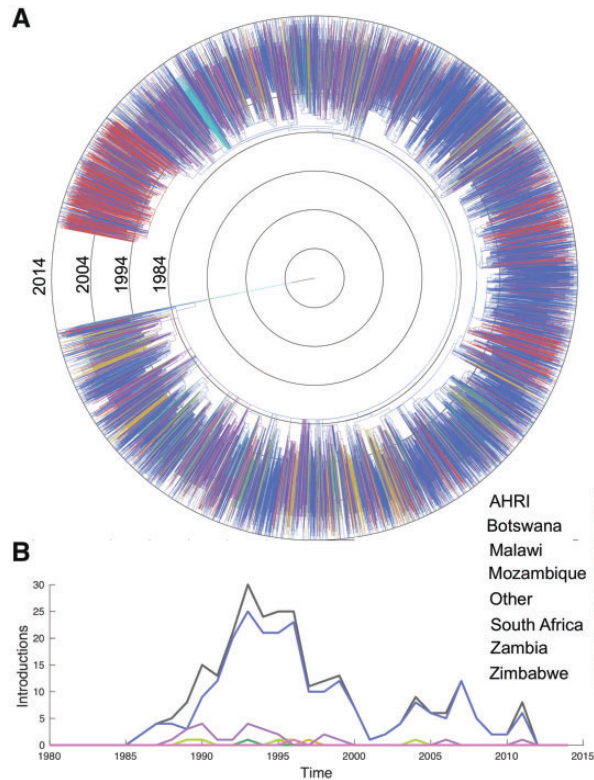 A
2014
2004
1994
1984
AHRI
Botswana
Malawi
Mozambique
Other
South Africa
Zambia
Zimbabwe
B
Introductions
30
25
20
15
10
5
0
1980
1985
1990
1995
2000
2005
2010
2015
Time